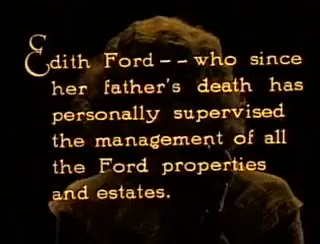 Edith Ford -- who since
her father's death has
personally supervised
the management of all
the Ford properties
and estates.